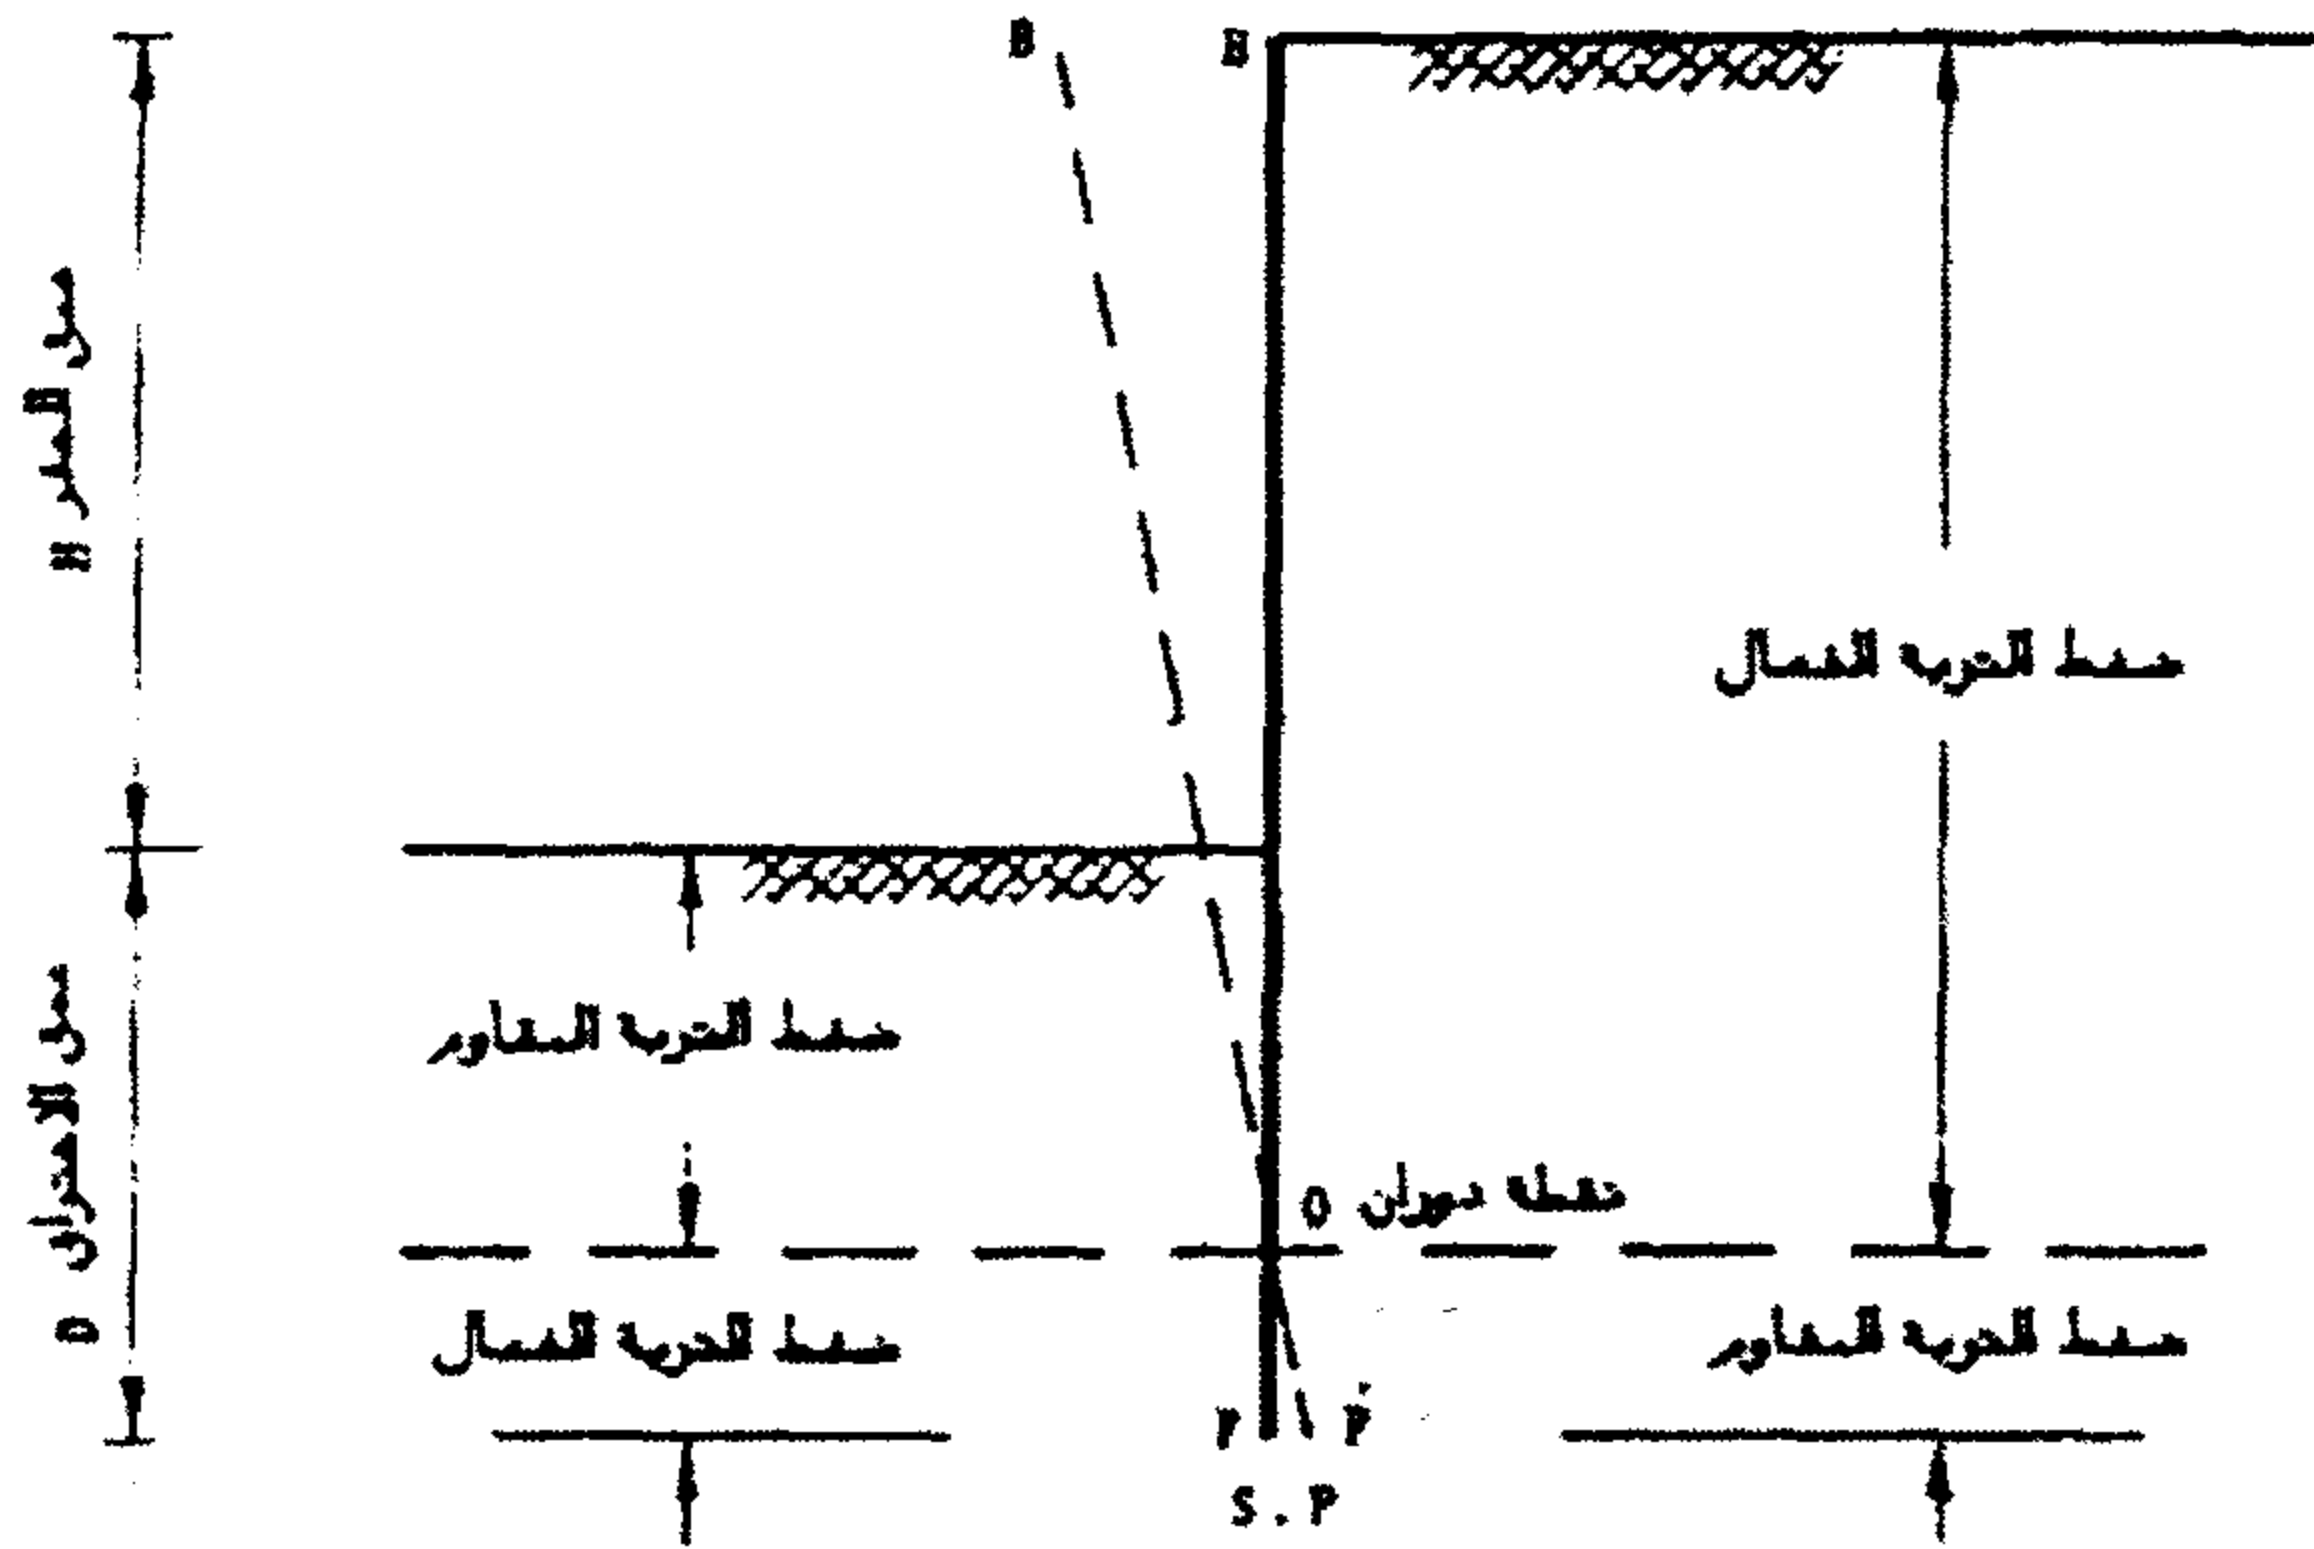 B
B
H عمق الحفر
ضغط التربة الفعال
ضغط التربة المقاوم
نقطة دوران O
D عمق الاختراق
ضغط التربة الفعال
ضغط التربة المقاوم
P
P
S.P